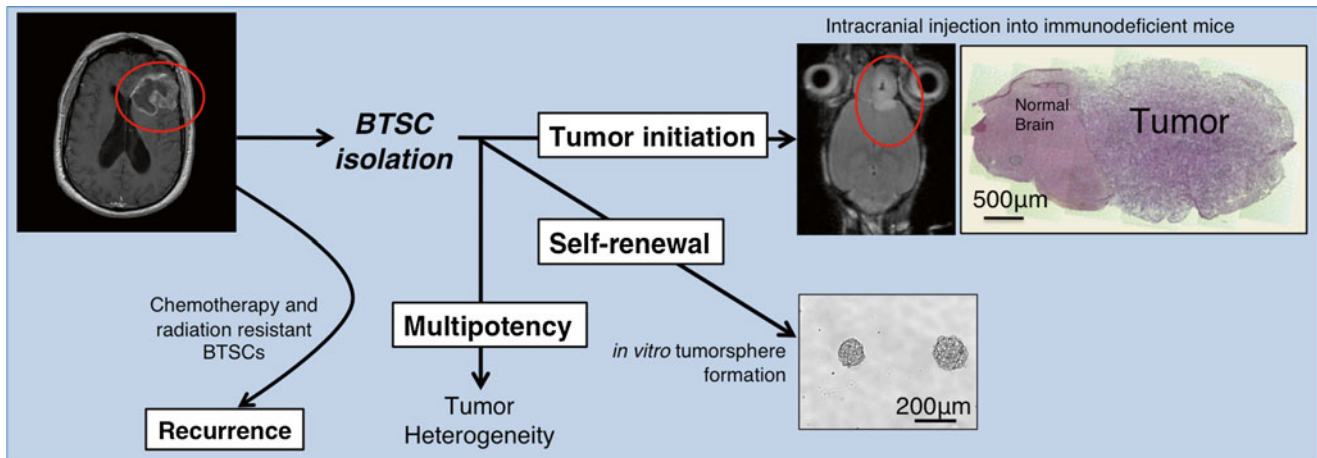 Intracranial injection into immunodeficient mice
BTSC
isolation
Tumor initiation
Normal
Brain
Tumor
500µm
Self-renewal
Chemotherapy and
radiation resistant
BTSCs
Multipotency
in vitro tumorsphere
formation
200µm
Recurrence
Tumor
Heterogeneity